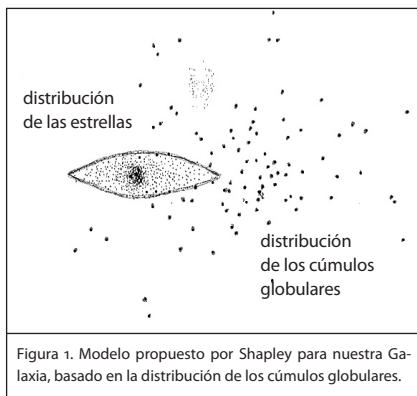 distribución
de las estrellas
distribución
de los cúmulos
globulares
Figura 1. Modelo propuesto por Shapley para nuestra Ga-
laxia, basado en la distribución de los cúmulos globulares.